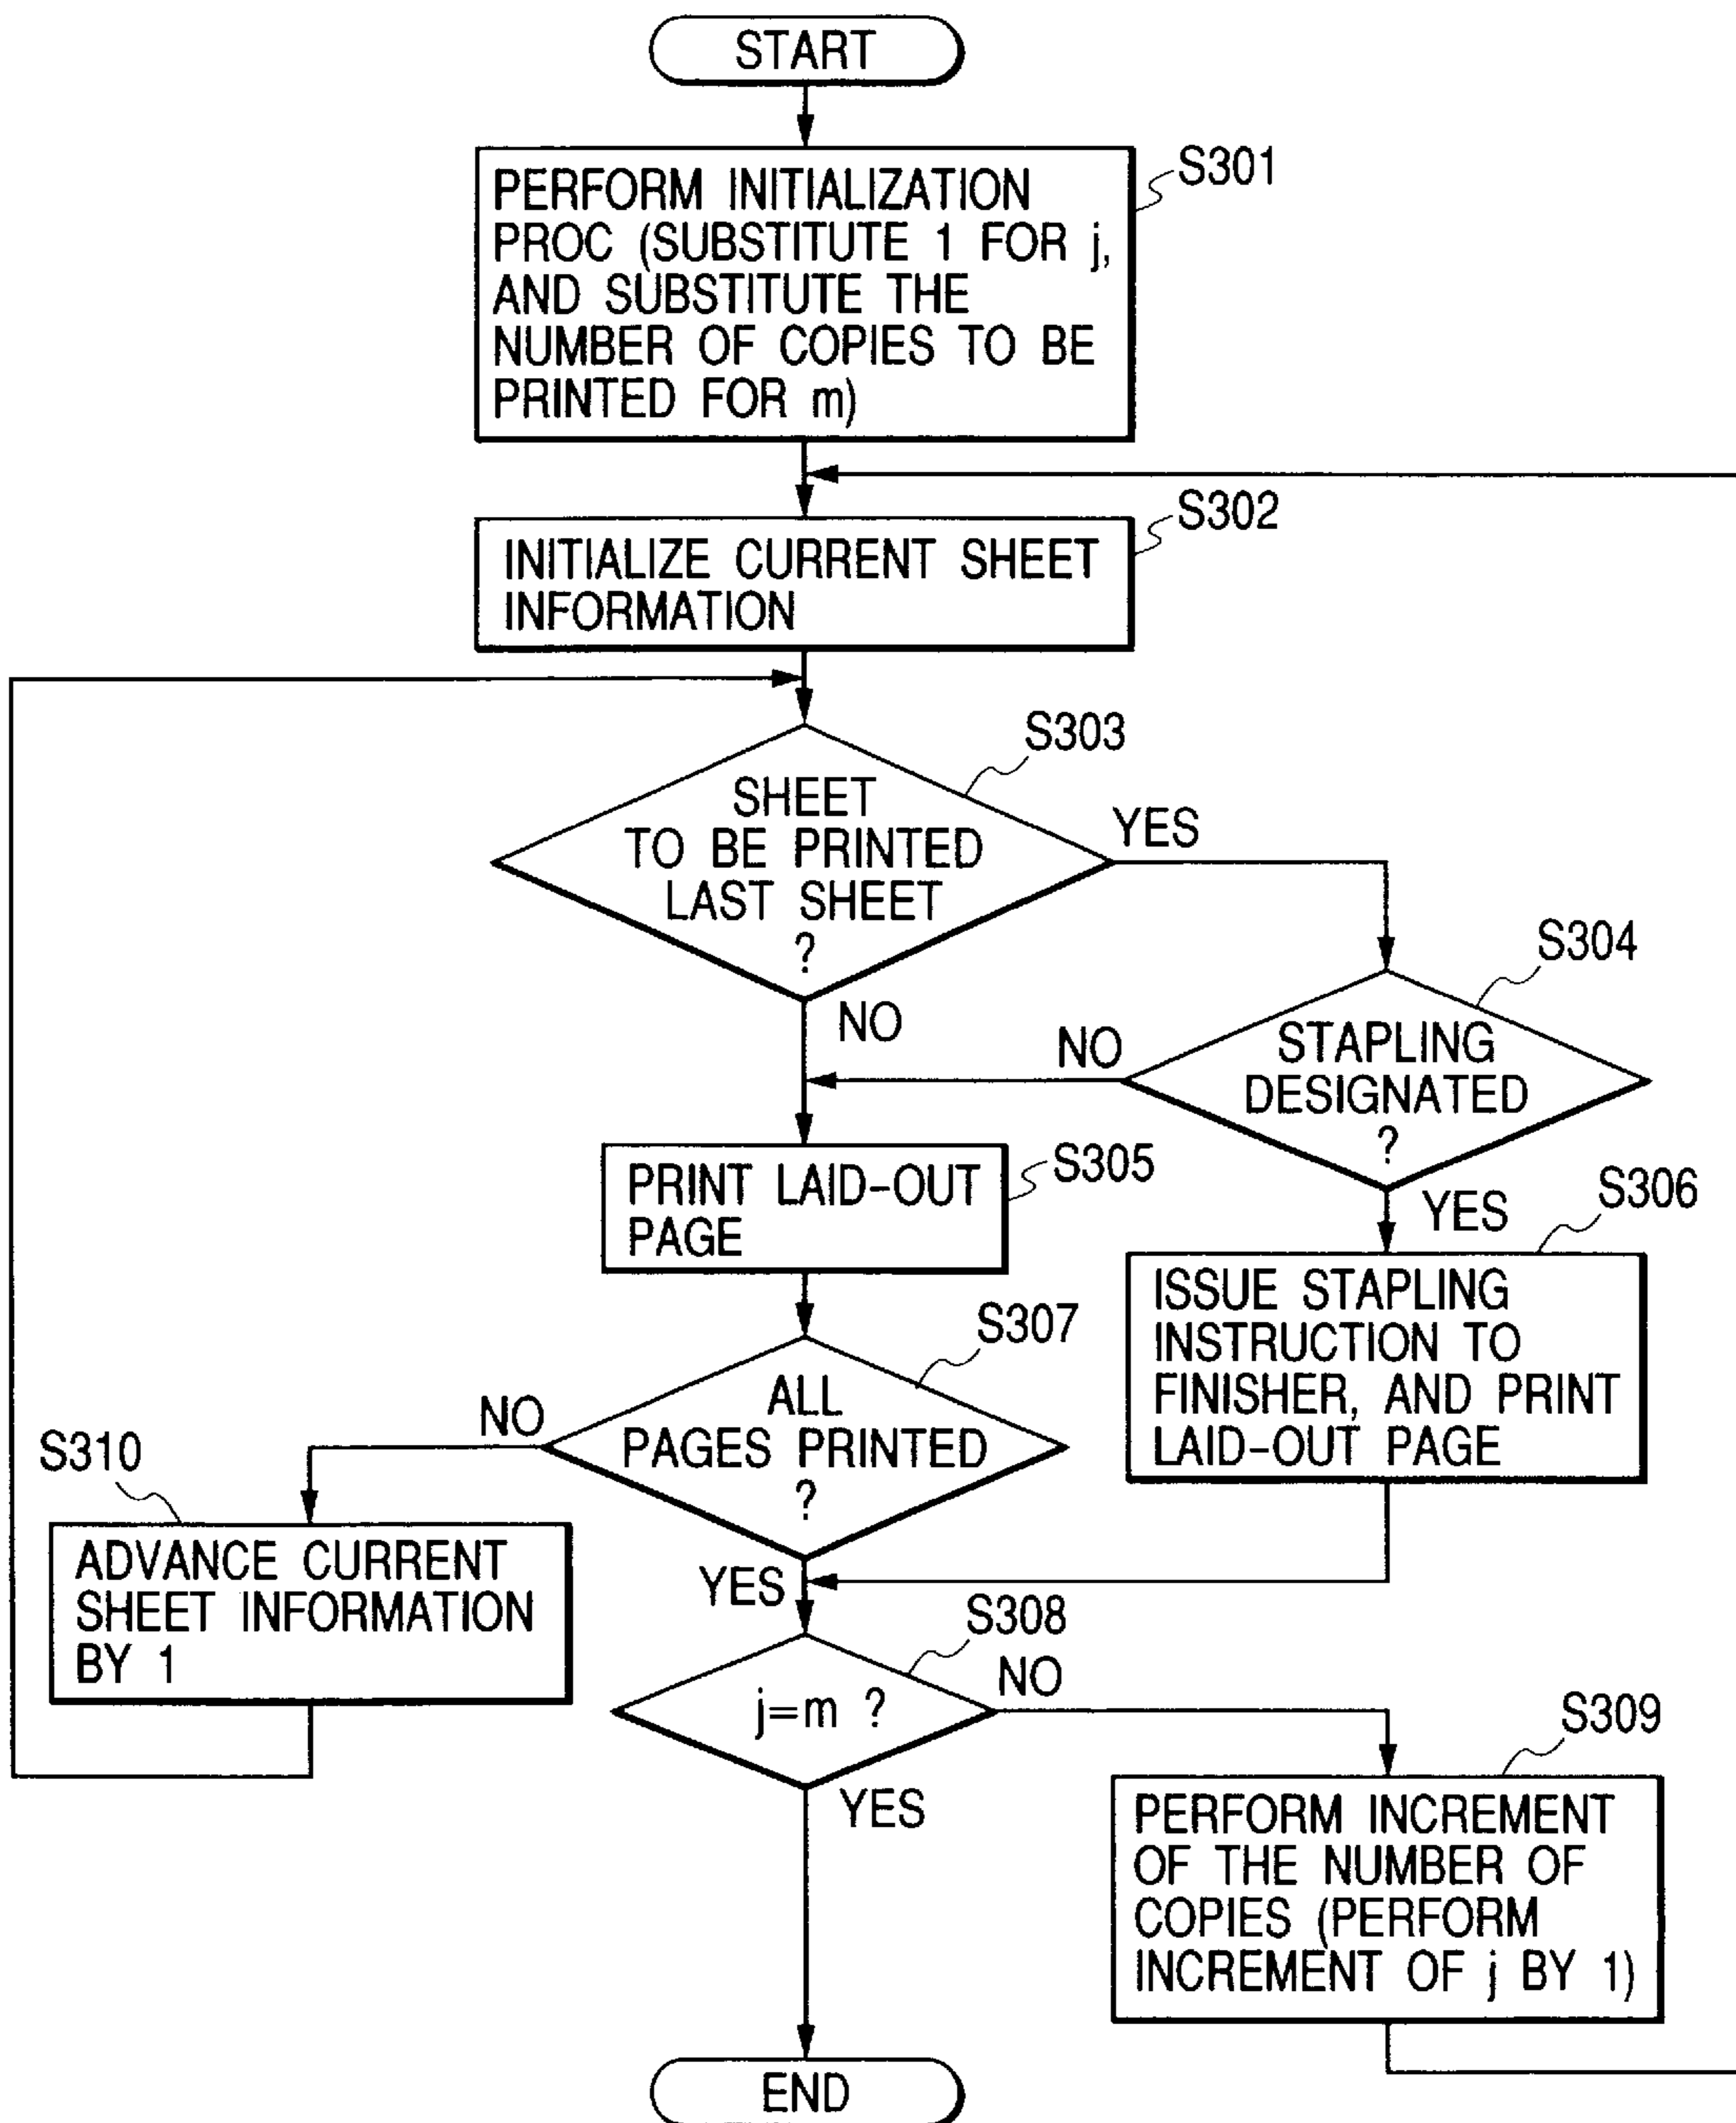 START
S301
PERFORM INITIALIZATION
PROC (SUBSTITUTE 1 FOR j,
AND SUBSTITUTE THE
NUMBER OF COPIES TO BE
PRINTED FOR m)
S302
INITIALIZE CURRENT SHEET
INFORMATION
S303
SHEET
TO BE PRINTED
LAST SHEET
?
YES
NO
S304
STAPLING
DESIGNATED
?
NO
YES
S305
PRINT LAID-OUT
PAGE
S306
ISSUE STAPLING
INSTRUCTION TO
FINISHER, AND PRINT
LAID-OUT PAGE
S307
ALL
PAGES PRINTED
?
NO
YES
S310
ADVANCE CURRENT
SHEET INFORMATION
BY 1
S308
j=m ?
NO
YES
S309
PERFORM INCREMENT
OF THE NUMBER OF
COPIES (PERFORM
INCREMENT OF j BY 1)
END